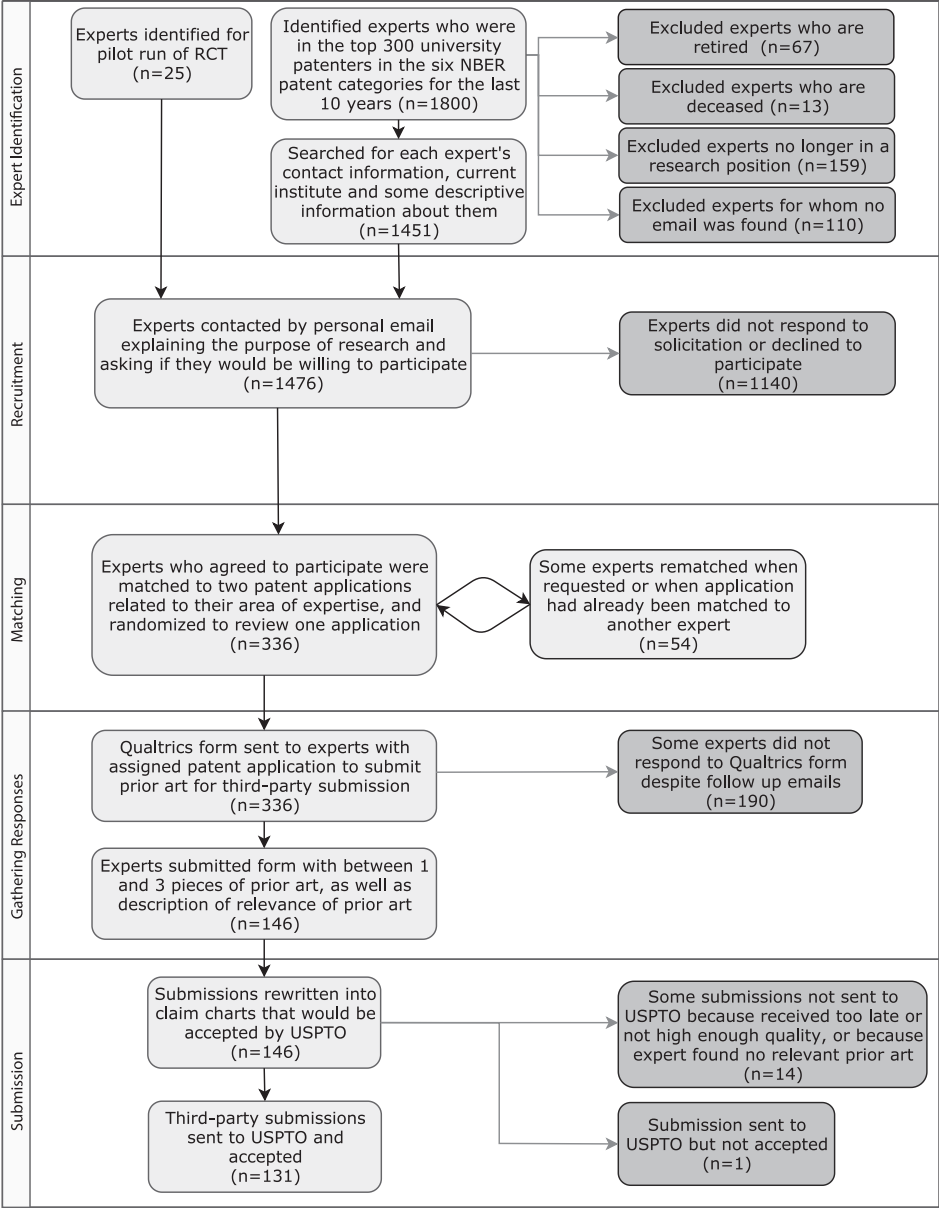 Expert Identification
Experts identified for
pilot run of RCT
(n=25)
Identified experts who were
in the top 300 university
patenters in the six NBER
patent categories for the last
10 years (n=1800)
Excluded experts who are
retired (n=67)
Excluded experts who are
deceased (n=13)
Searched for each expert's
contact information, current
institute and some descriptive
information about them
(n=1451)
Excluded experts no longer in a
research position (n=159)
Excluded experts for whom no
email was found (n=110)
Recruitment
Experts contacted by personal email
explaining the purpose of research and
asking if they would be willing to participate
(n=1476)
Experts did not respond to
solicitation or declined to
participate
(n=1140)
Matching
Experts who agreed to participate were
matched to two patent applications
related to their area of expertise, and
randomized to review one application
(n=336)
Some experts rematched when
requested or when application
had already been matched to
another expert
(n=54)
Gathering Responses
Qualtrics form sent to experts with
assigned patent application to submit
prior art for third-party submission
(n=336)
Some experts did not
respond to Qualtrics form
despite follow up emails
(n=190)
Experts submitted form with between 1
and 3 pieces of prior art, as well as
description of relevance of prior art
(n=146)
Submission
Submissions rewritten into
claim charts that would be
accepted by USPTO
(n=146)
Some submissions not sent to
USPTO because received too late or
not high enough quality, or because
expert found no relevant prior art
(n=14)
Third-party submissions
sent to USPTO and
accepted
(n=131)
Submission sent to
USPTO but not accepted
(n=1)